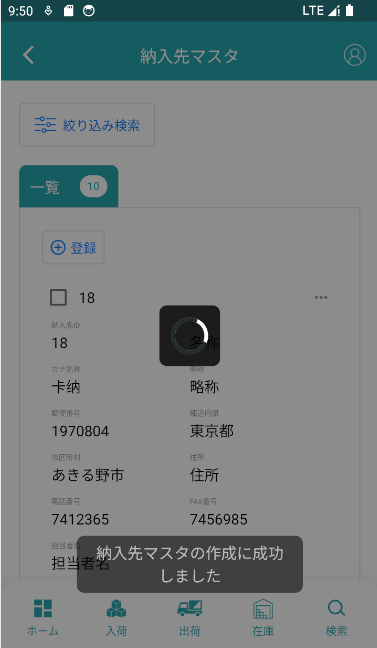 9:50
LTE
納入先マスタ
絞り込み検索
一覧 10
登録
18
納入先ID
18 名称
カナ名称 略称
卡纳 略称
郵便番号 都道府県
1970804 東京都
市区町村 住所
あきる野市 住所
電話番号 FAX番号
7412365 7456985
担当者名
担当者名
納入先マスタの作成に成功
しました
ホーム 入荷 出荷 在庫 検索